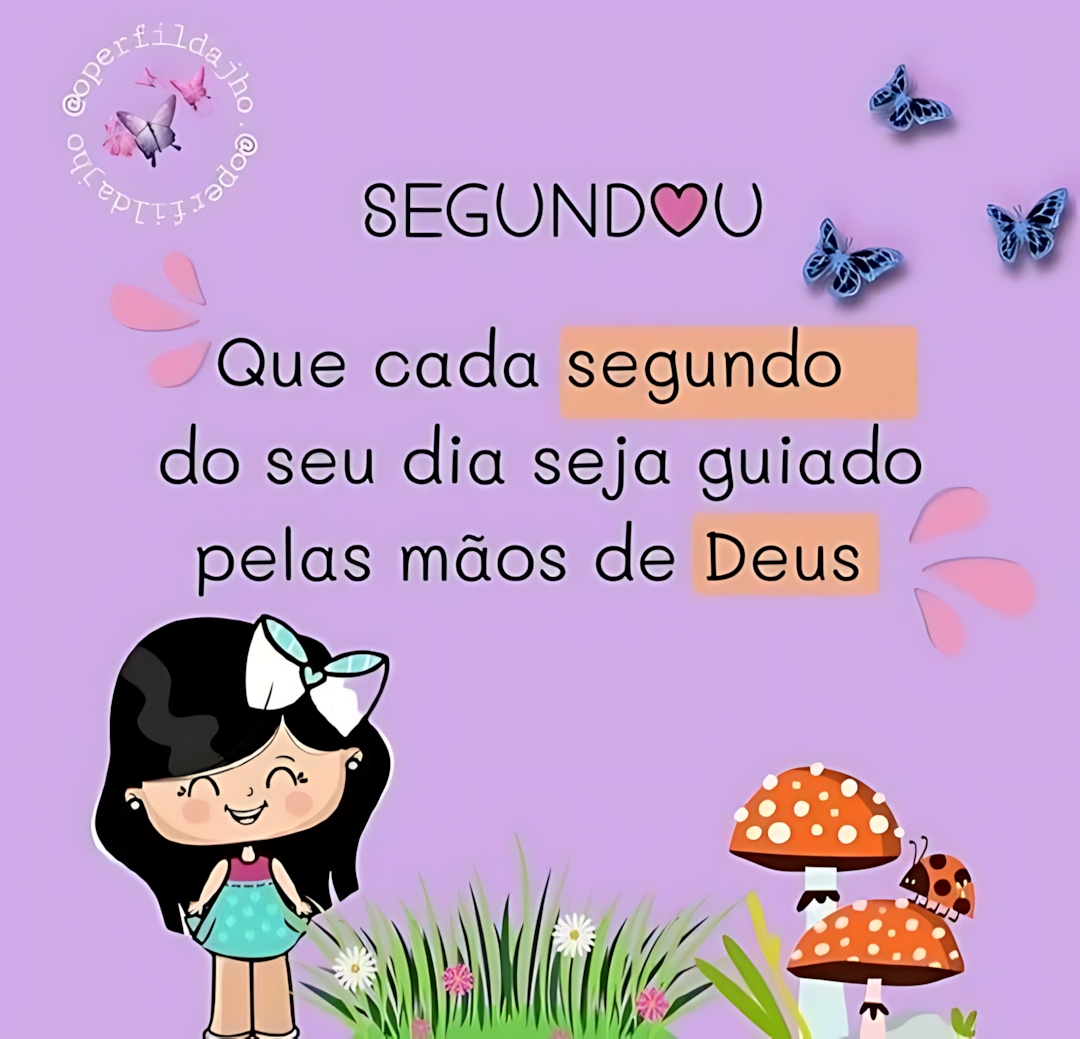 @operfildajho · @operfildajho
SEGUNDOU
Que cada segundo
do seu dia seja guiado
pelas mãos de Deus